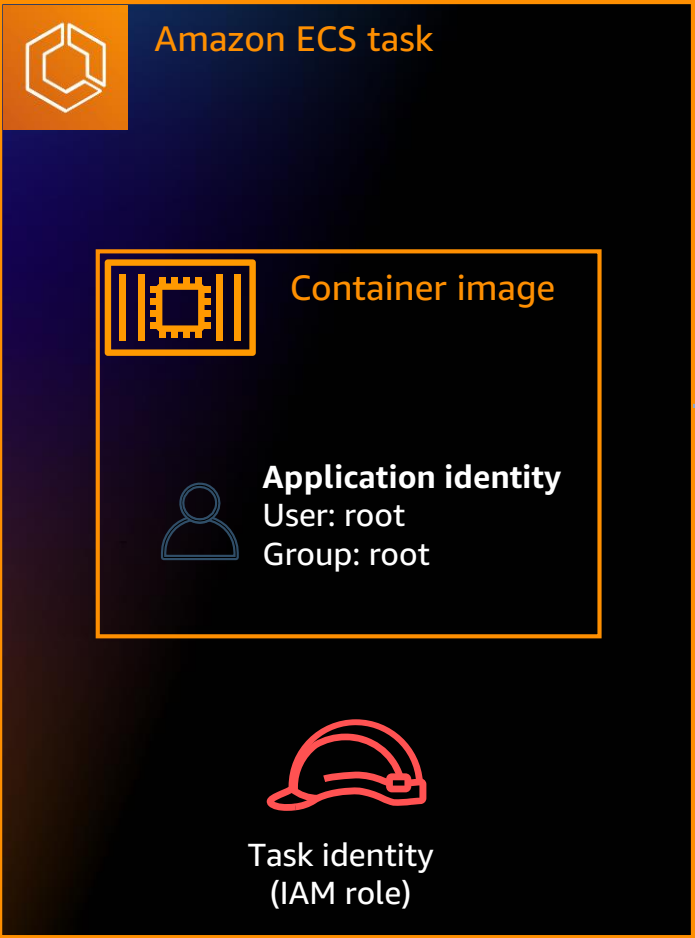 Amazon ECS task
Container image
Application identity
User: root
Group: root
Task identity
(IAM role)